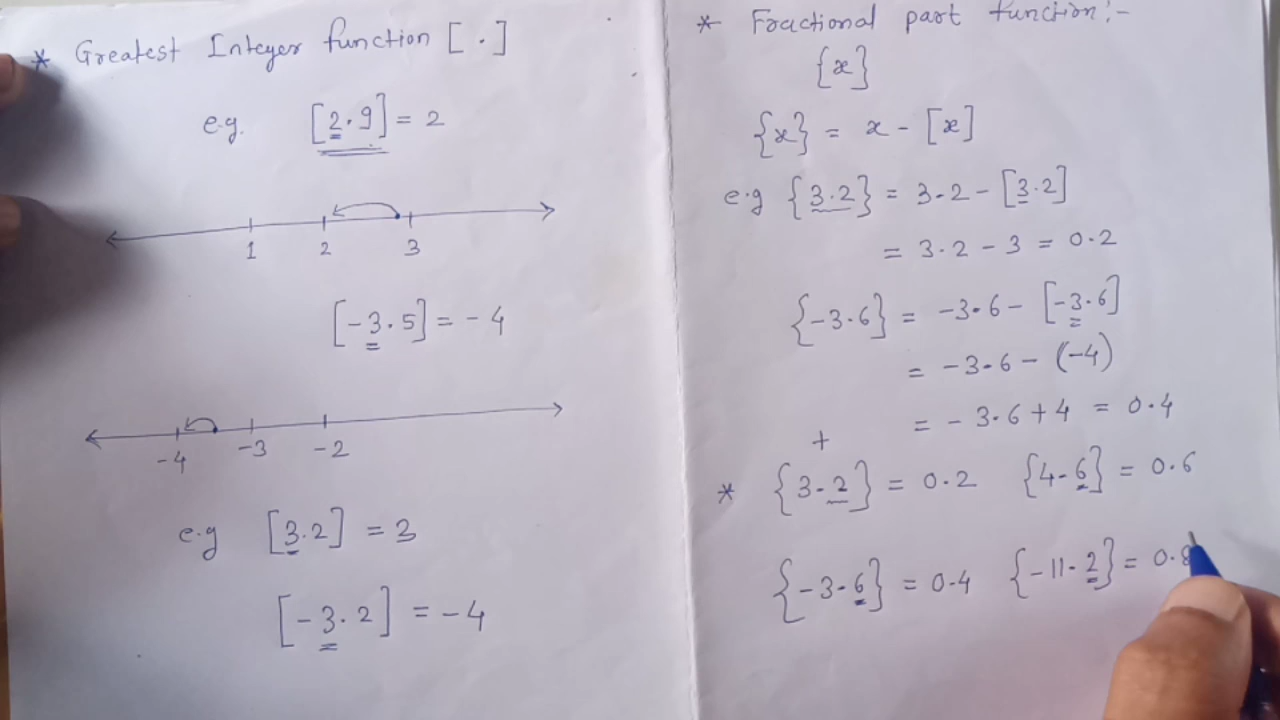 * Greatest Integer function [ . ]
e.g. [2.9] = 2
1 2 3
[-3.5] = -4
-4 -3 -2
e.g [3.2] = 3
[-3.2] = -4
* Fractional part function:-
{x}
{x} = x - [x]
e.g {3.2} = 3.2 - [3.2]
= 3.2 - 3 = 0.2
{-3.6} = -3.6 - [-3.6]
= -3.6 - (-4)
= -3.6 + 4 = 0.4
+
* {3.2} = 0.2 {4.6} = 0.6
{-3.6} = 0.4 {-11.2} = 0.8